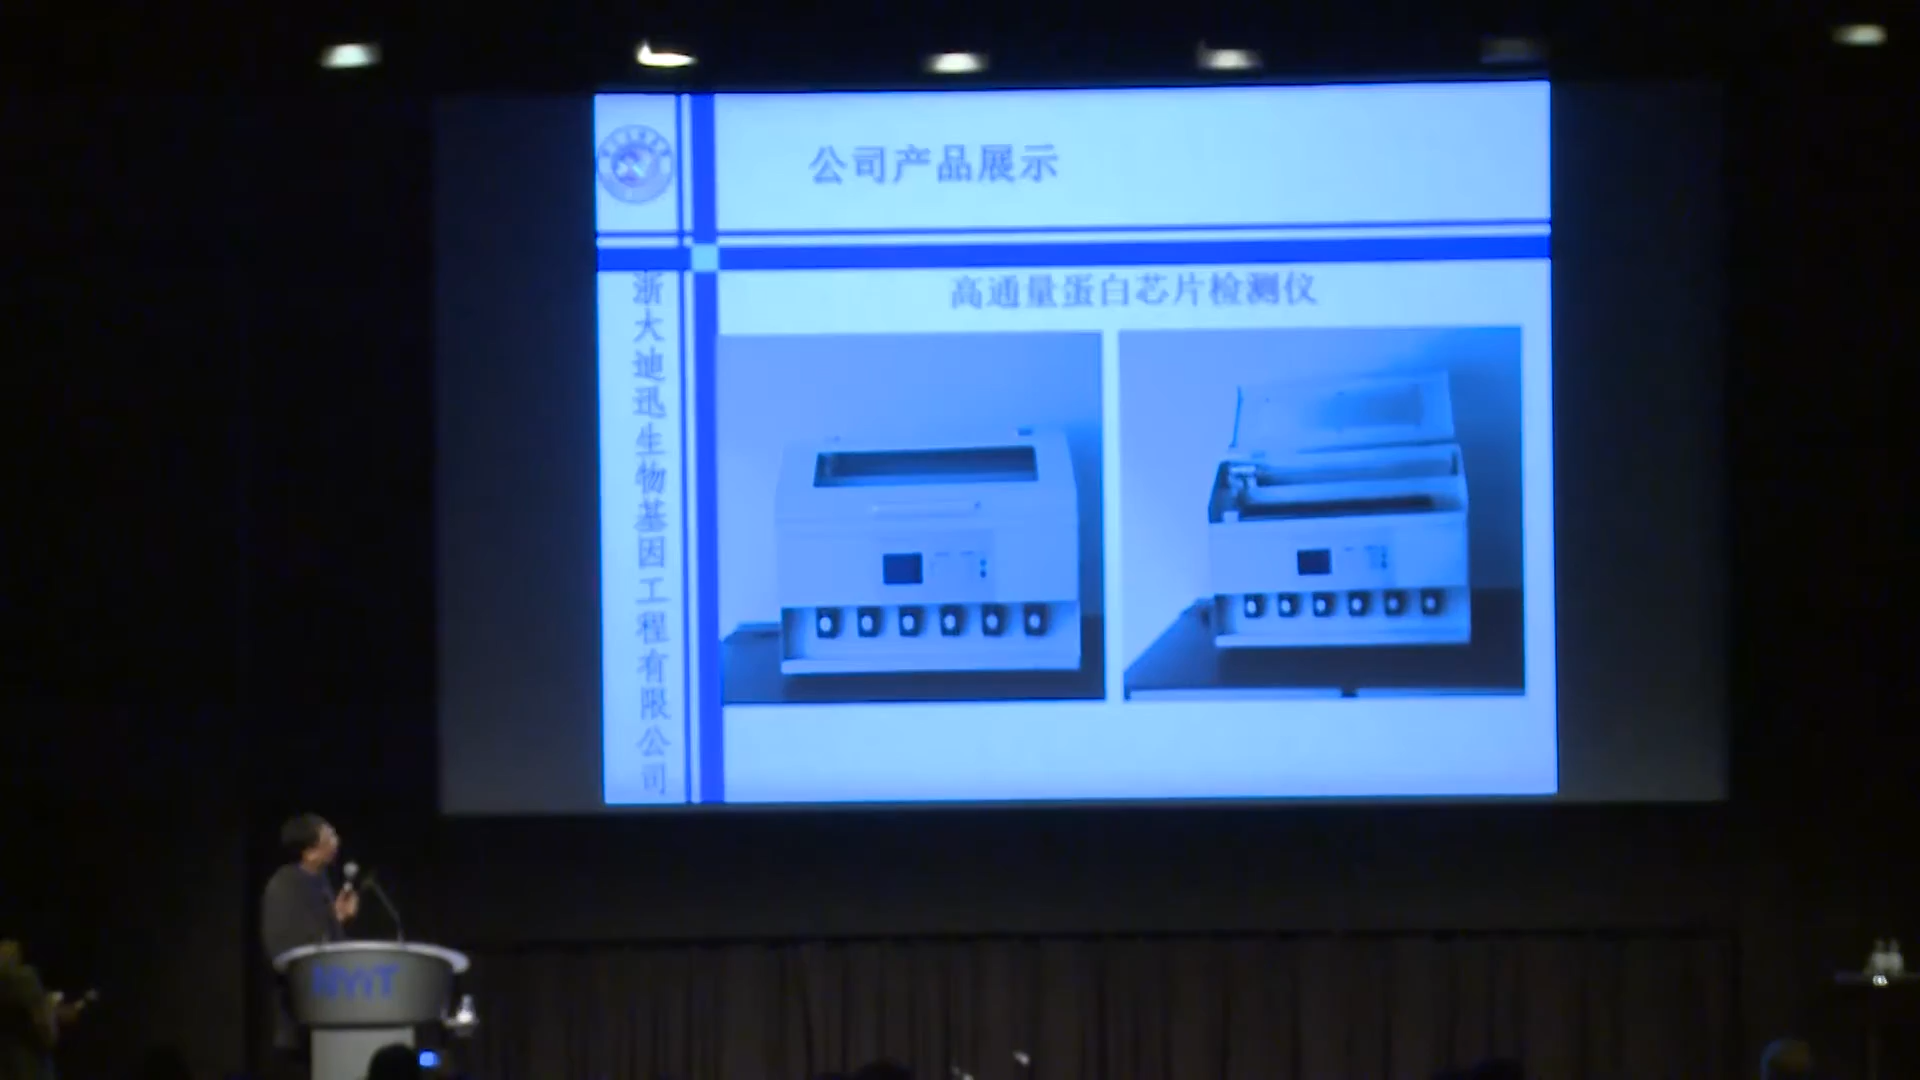 公司产品展示
高通量蛋白芯片检测仪
浙大迪迅生物基因工程有限公司
NYIT